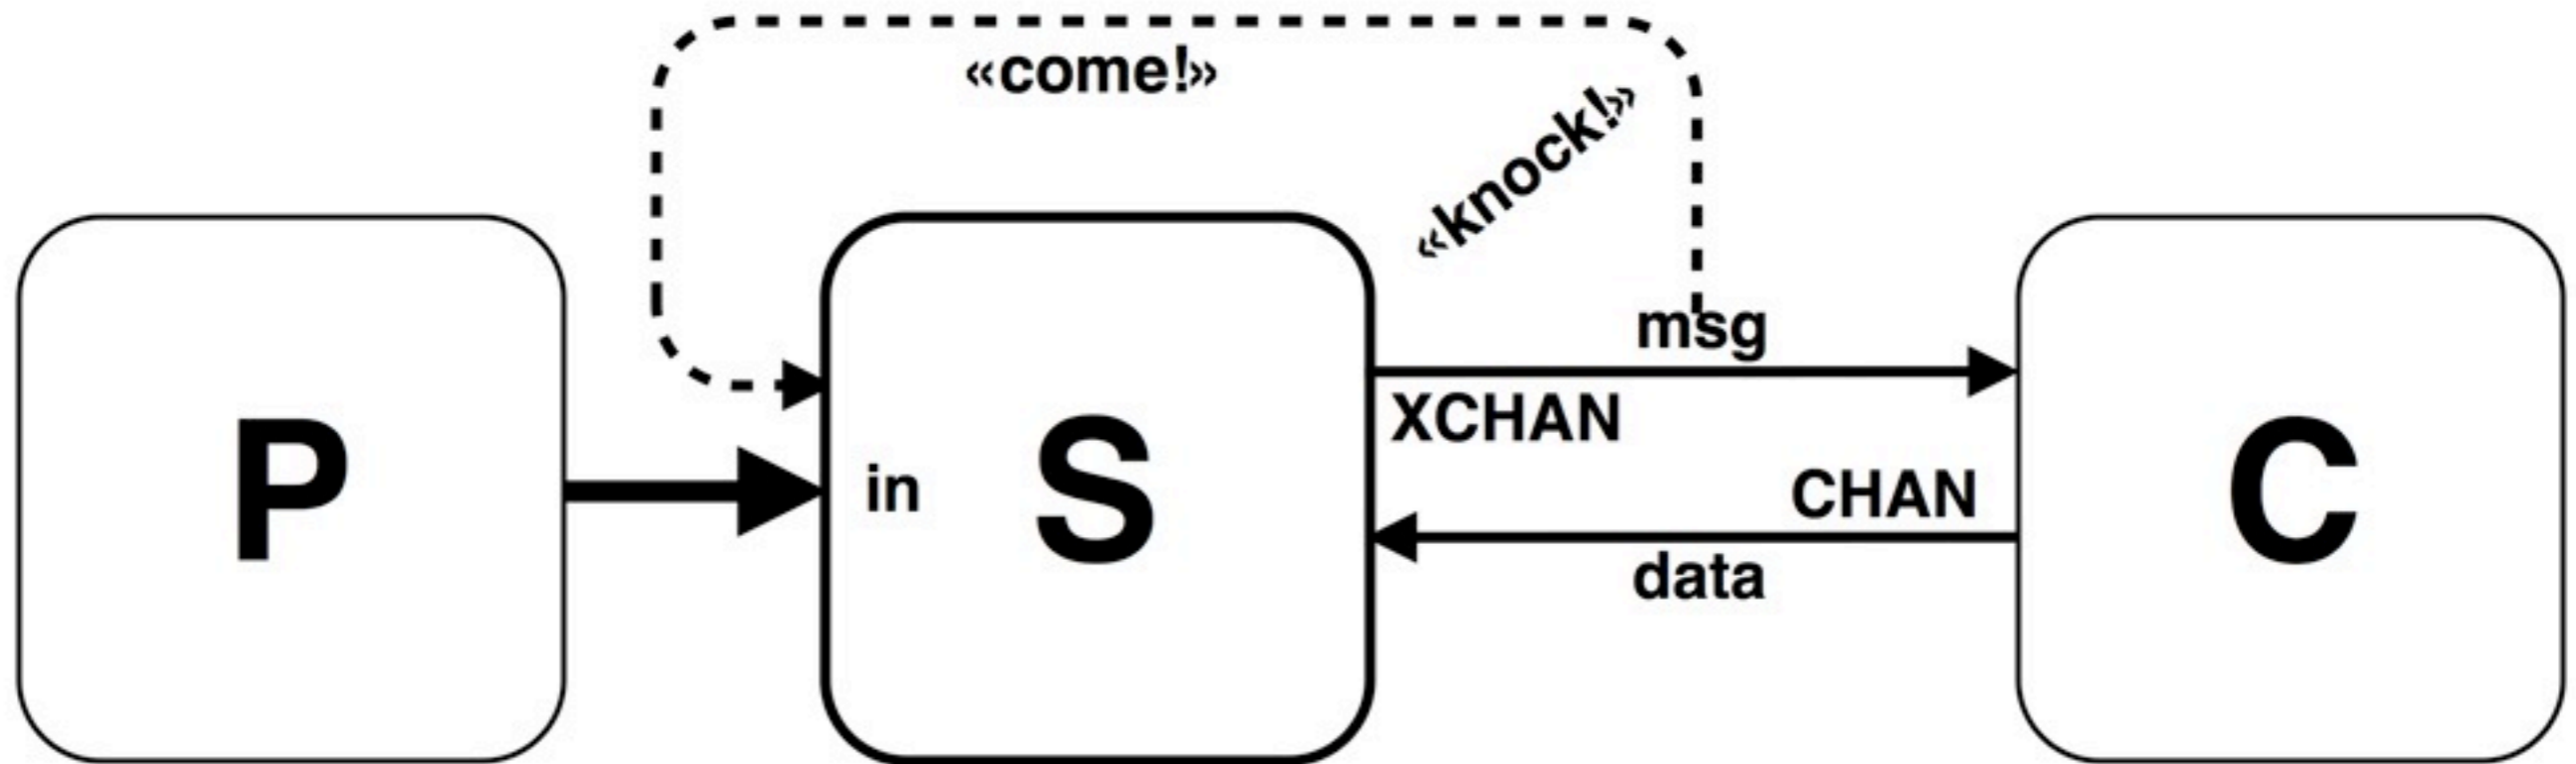 «come!»
«knock!»
msg
XCHAN
P
in
S
CHAN
C
data